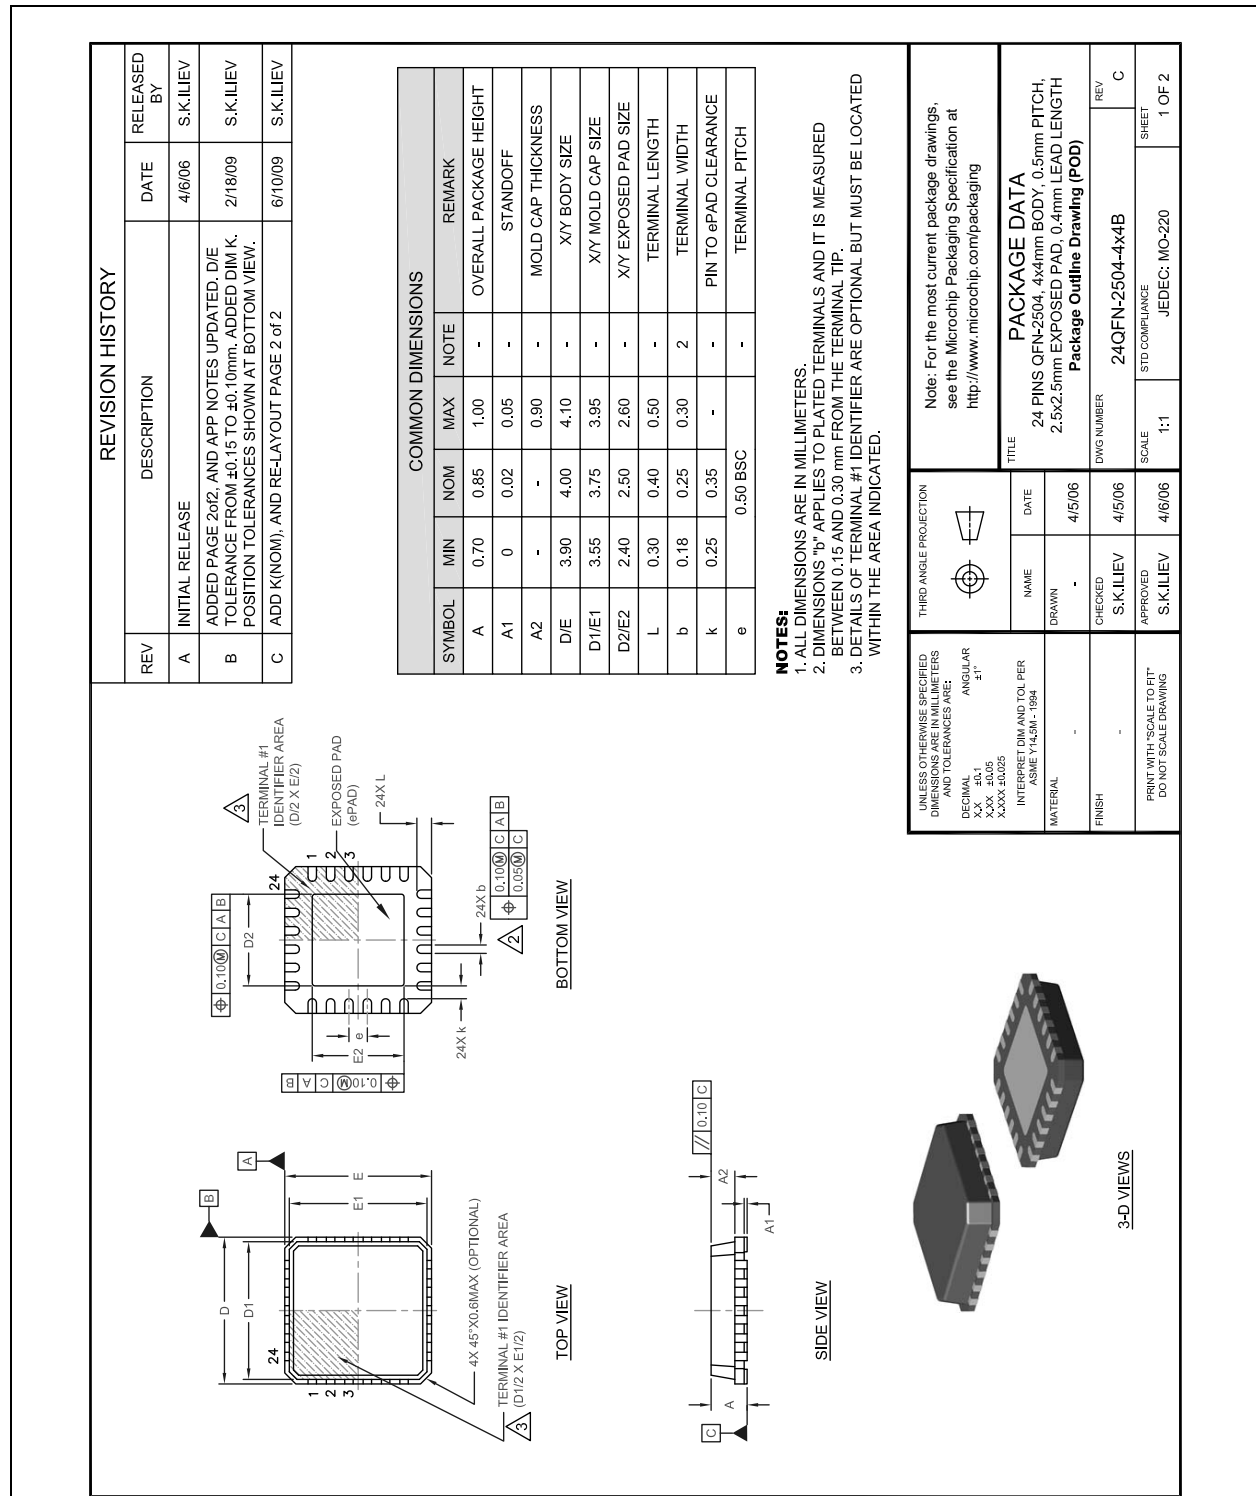 REVISION HISTORY
REV DESCRIPTION DATE RELEASED BY
A INITIAL RELEASE 4/6/06 S.K.ILIEV
B ADDED PAGE 2of2, AND APP NOTES UPDATED. D/E TOLERANCE FROM ±0.15 TO ±0.10mm. ADDED DIM K. POSITION TOLERANCES SHOWN AT BOTTOM VIEW. 2/18/09 S.K.ILIEV
C ADD K(NOM), AND RE-LAYOUT PAGE 2 of 2 6/10/09 S.K.ILIEV
B
A
D
D1
E
E1
24
1
2
3
4X 45°X0.6MAX (OPTIONAL)
TERMINAL #1 IDENTIFIER AREA
(D1/2 X E1/2)
3
TOP VIEW
0.10 M C A B
D2
24
1
2
3
3
TERMINAL #1
IDENTIFIER AREA
(D/2 X E/2)
EXPOSED PAD
(ePAD)
24X L
E2
e
0.10 M C A B
24X k
24X b
2
0.10 M C A B
0.05 M C
BOTTOM VIEW
COMMON DIMENSIONS
SYMBOL MIN NOM MAX NOTE REMARK
A 0.70 0.85 1.00 - OVERALL PACKAGE HEIGHT
A1 0 0.02 0.05 - STANDOFF
A2 - - 0.90 - MOLD CAP THICKNESS
D/E 3.90 4.00 4.10 - X/Y BODY SIZE
D1/E1 3.55 3.75 3.95 - X/Y MOLD CAP SIZE
D2/E2 2.40 2.50 2.60 - X/Y EXPOSED PAD SIZE
L 0.30 0.40 0.50 - TERMINAL LENGTH
b 0.18 0.25 0.30 2 TERMINAL WIDTH
k 0.25 0.35 - - PIN TO ePAD CLEARANCE
e 0.50 BSC - TERMINAL PITCH
NOTES:
1. ALL DIMENSIONS ARE IN MILLIMETERS.
2. DIMENSIONS "b" APPLIES TO PLATED TERMINALS AND IT IS MEASURED
BETWEEN 0.15 AND 0.30 mm FROM THE TERMINAL TIP.
3. DETAILS OF TERMINAL #1 IDENTIFIER ARE OPTIONAL BUT MUST BE LOCATED
WITHIN THE AREA INDICATED.
C
A
A1
A2
// 0.10 C
SIDE VIEW
3-D VIEWS
UNLESS OTHERWISE SPECIFIED
DIMENSIONS ARE IN MILLIMETERS
AND TOLERANCES ARE:
DECIMAL ANGULAR
X.X ±0.1 ±1°
X.XX ±0.05
X.XXX ±0.025
INTERPRET DIM AND TOL PER
ASME Y14.5M - 1994
MATERIAL
-
FINISH
-
PRINT WITH "SCALE TO FIT"
DO NOT SCALE DRAWING
THIRD ANGLE PROJECTION
NAME DATE
DRAWN
- 4/5/06
CHECKED
S.K.ILIEV 4/5/06
APPROVED
S.K.ILIEV 4/6/06
Note: For the most current package drawings,
see the Microchip Packaging Specification at
http://www.microchip.com/packaging
TITLE
PACKAGE DATA
24 PINS QFN-2504, 4x4mm BODY, 0.5mm PITCH,
2.5x2.5mm EXPOSED PAD, 0.4mm LEAD LENGTH
Package Outline Drawing (POD)
DWG NUMBER
24QFN-2504-4x4B
REV
C
SCALE
1:1
STD COMPLIANCE
JEDEC: MO-220
SHEET
1 OF 2